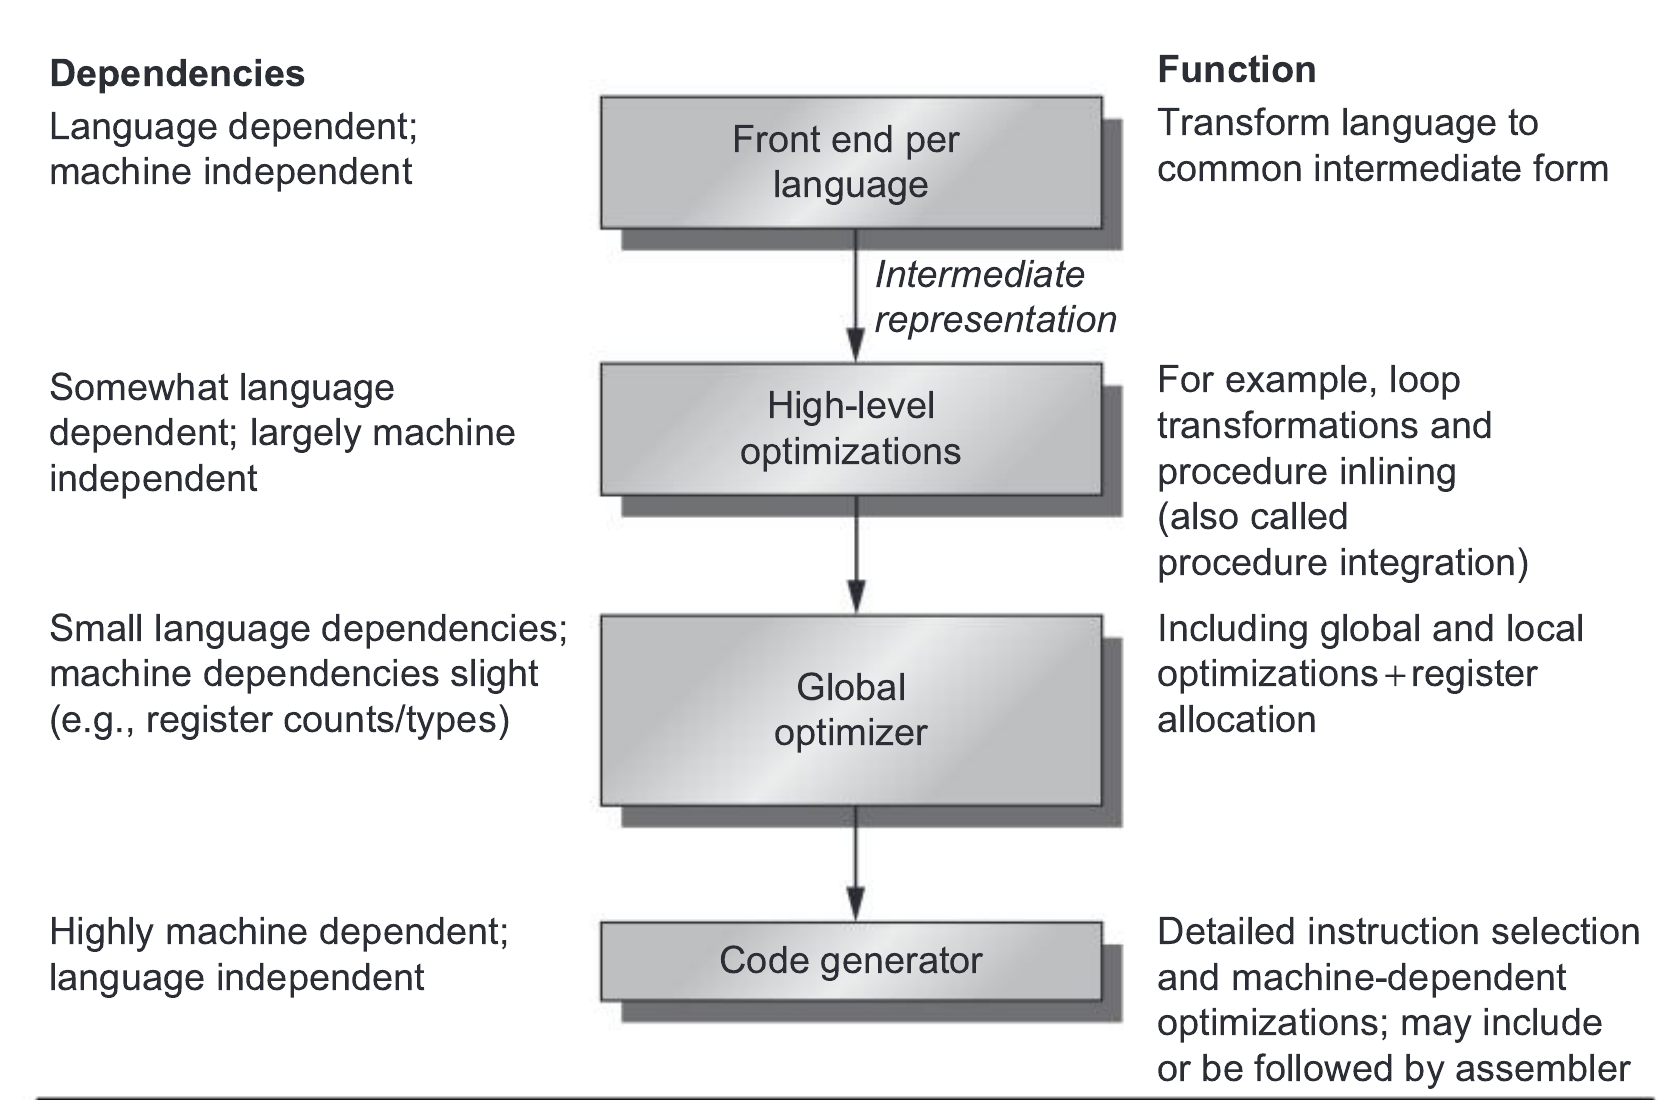 Dependencies
Language dependent;
machine independent
Front end per
language
Function
Transform language to
common intermediate form
Intermediate
representation
Somewhat language
dependent; largely machine
independent
High-level
optimizations
For example, loop
transformations and
procedure inlining
(also called
procedure integration)
Small language dependencies;
machine dependencies slight
(e.g., register counts/types)
Global
optimizer
Including global and local
optimizations+register
allocation
Highly machine dependent;
language independent
Code generator
Detailed instruction selection
and machine-dependent
optimizations; may include
or be followed by assembler